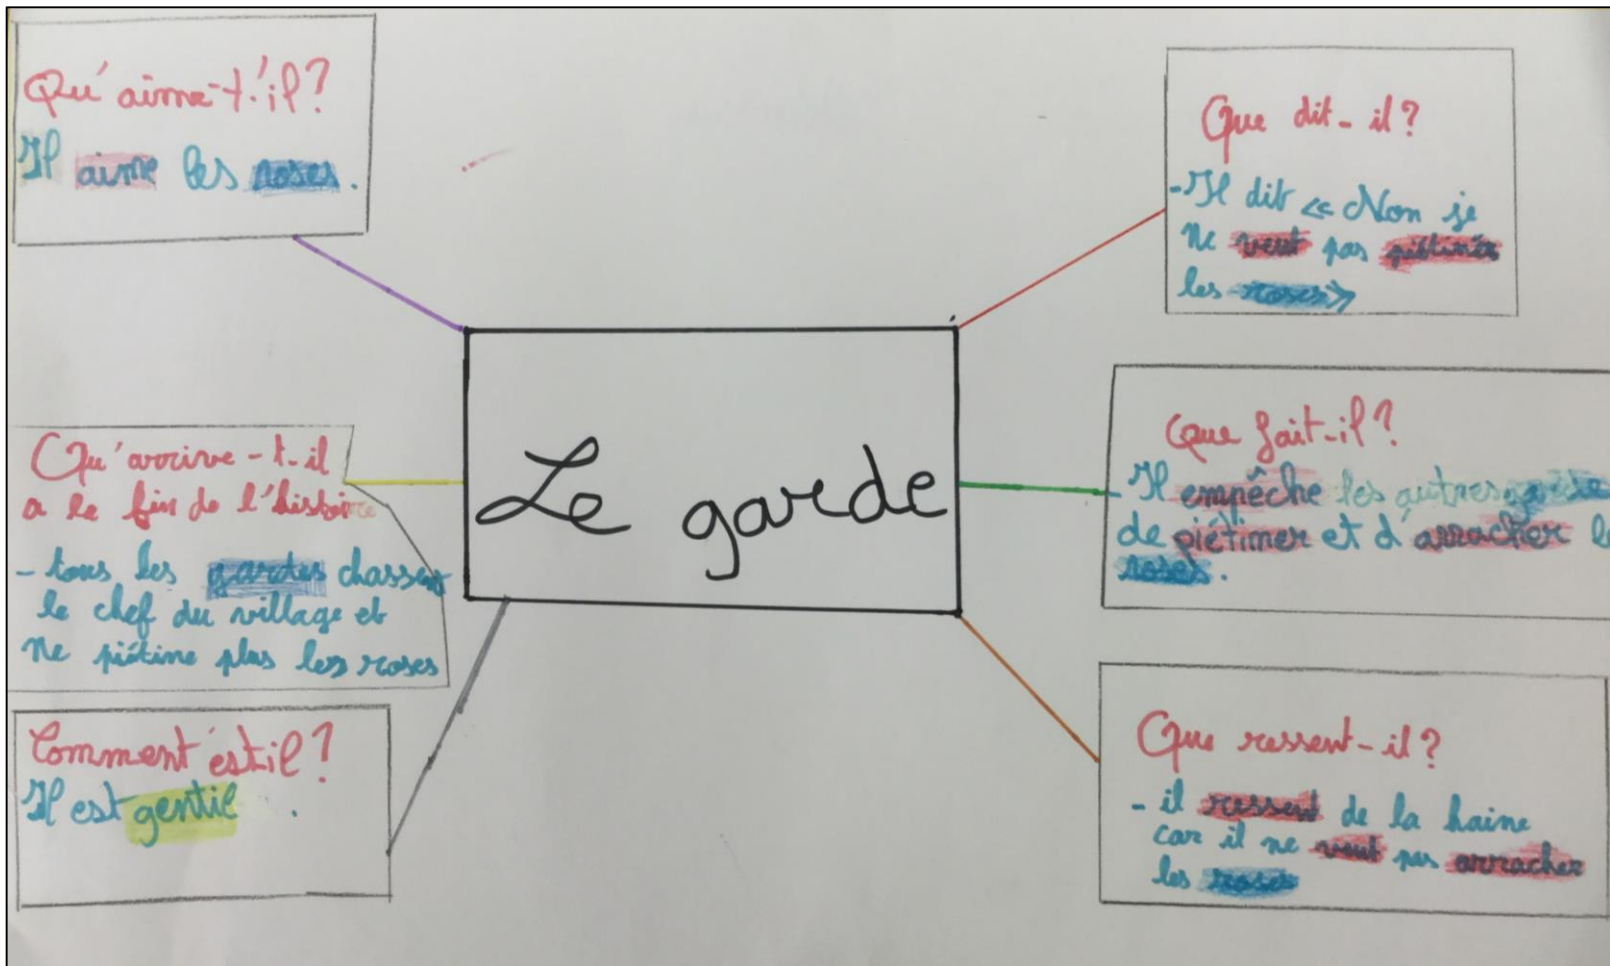 Qu'aime-t-'il?
Il aime les roses.
Qu'arrive-t-il
a la fin de l'histoire
- tous les gardes chassent
le chef du village et
ne piétine plus les roses
Comment est-il?
Il est gentil.
Le garde
Que dit-il?
-Il dit « Non je
ne veut pas piétiner
les roses»
Que fait-il?
- Il empêche les autres gardes
de piétimer et d'arracher
roses.
Que ressent-il?
- il ressent de la haine
car il ne veut pas arracher
les roses